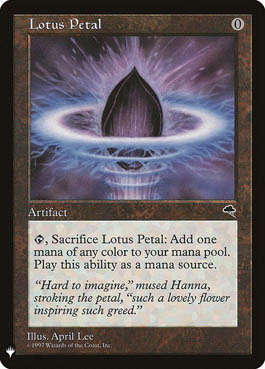 Lotus Petal 0
Artifact
, Sacrifice Lotus Petal: Add one
mana of any color to your mana pool.
Play this ability as a mana source.
“Hard to imagine,” mused Hanna,
stroking the petal, “such a lovely flower
inspiring such greed.”
Illus. April Lee
© 1997 Wizards of the Coast, Inc.